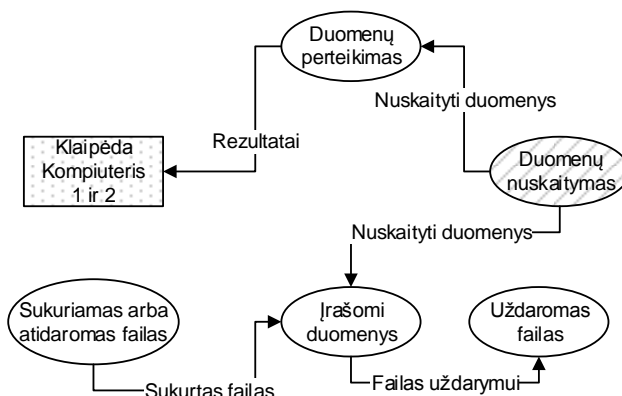 Duomenų
perteikimas
Nuskaityti duomenys
Rezultatai
Klaipėda
Kompiuteris
1 ir 2
Duomenų
nuskaitymas
Nuskaityti duomenys
Sukuriamas arba
atidaromas failas
Įrašomi
duomenys
Uždaromas
failas
Sukurtas failas
Failas uždarymui